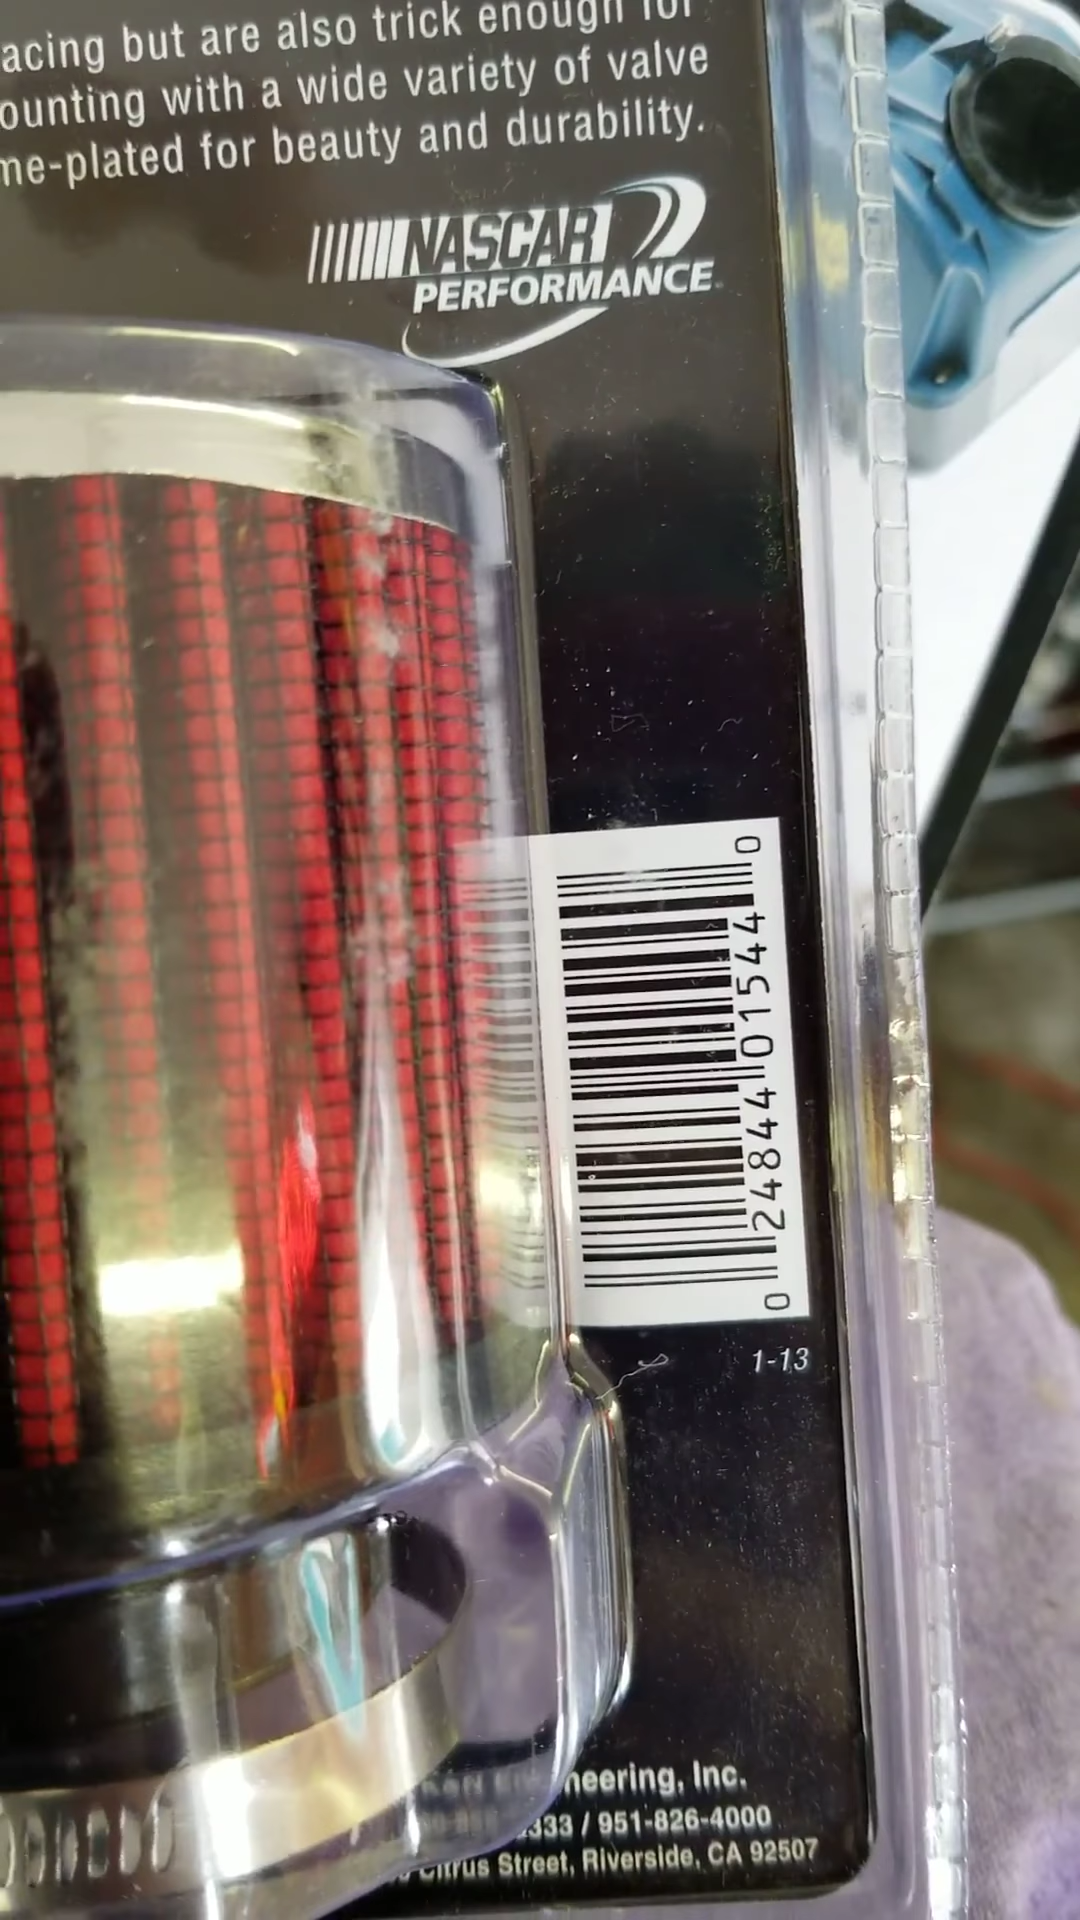 acing but are also trick enough for
ounting with a wide variety of valve
me-plated for beauty and durability.
NASCAR
PERFORMANCE
0 24844 01544 0
1-13
neering, Inc.
333 / 951-826-4000
Citrus Street, Riverside, CA 92507